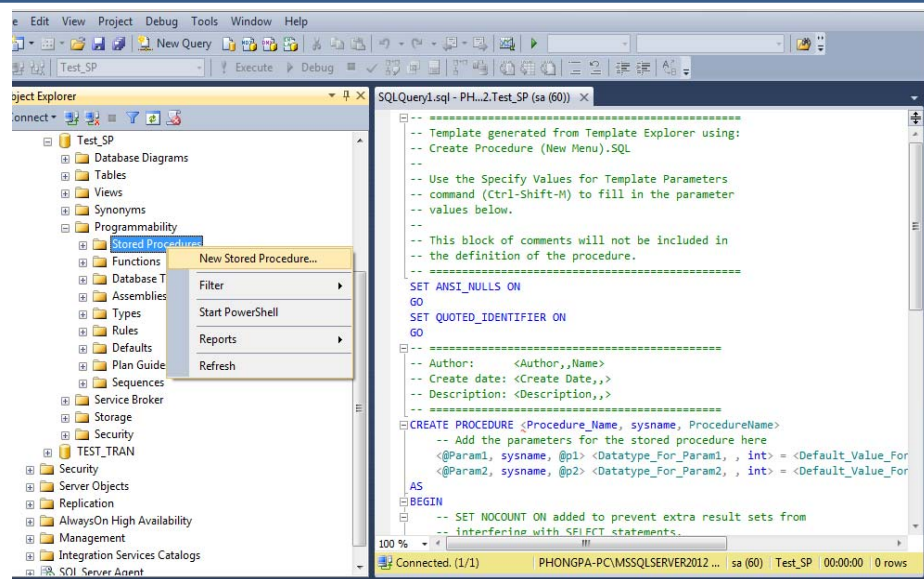 e Edit View Project Debug Tools Window Help
New Query
Test_SP
Execute Debug
bject Explorer
onnect
Test_SP
Database Diagrams
Tables
Views
Synonyms
Programmability
Stored Procedures
Functions
Database T
Assemblies
Types
Rules
Defaults
Plan Guide
Sequences
Service Broker
Storage
Security
TEST_TRAN
Security
Server Objects
Replication
AlwaysOn High Availability
Management
Integration Services Catalogs
SQL Server Agent
New Stored Procedure...
Filter
Start PowerShell
Reports
Refresh
SQLQuery1.sql - PH...2.Test_SP (sa (60))
-- ================================================
-- Template generated from Template Explorer using:
-- Create Procedure (New Menu).SQL
--
-- Use the Specify Values for Template Parameters
-- command (Ctrl-Shift-M) to fill in the parameter
-- values below.
--
-- This block of comments will not be included in
-- the definition of the procedure.
-- ================================================
SET ANSI_NULLS ON
GO
SET QUOTED_IDENTIFIER ON
GO
-- =============================================
-- Author: <Author,,Name>
-- Create date: <Create Date,,>
-- Description: <Description,,>
-- =============================================
CREATE PROCEDURE <Procedure_Name, sysname, ProcedureName>
-- Add the parameters for the stored procedure here
<@Param1, sysname, @p1> <Datatype_For_Param1, , int> = <Default_Value_For
<@Param2, sysname, @p2> <Datatype_For_Param2, , int> = <Default_Value_For
AS
BEGIN
-- SET NOCOUNT ON added to prevent extra result sets from
-- interfering with SELECT statements.
100 %
Connected. (1/1) PHONGPA-PC\MSSQLSERVER2012 ... sa (60) Test_SP 00:00:00 0 rows